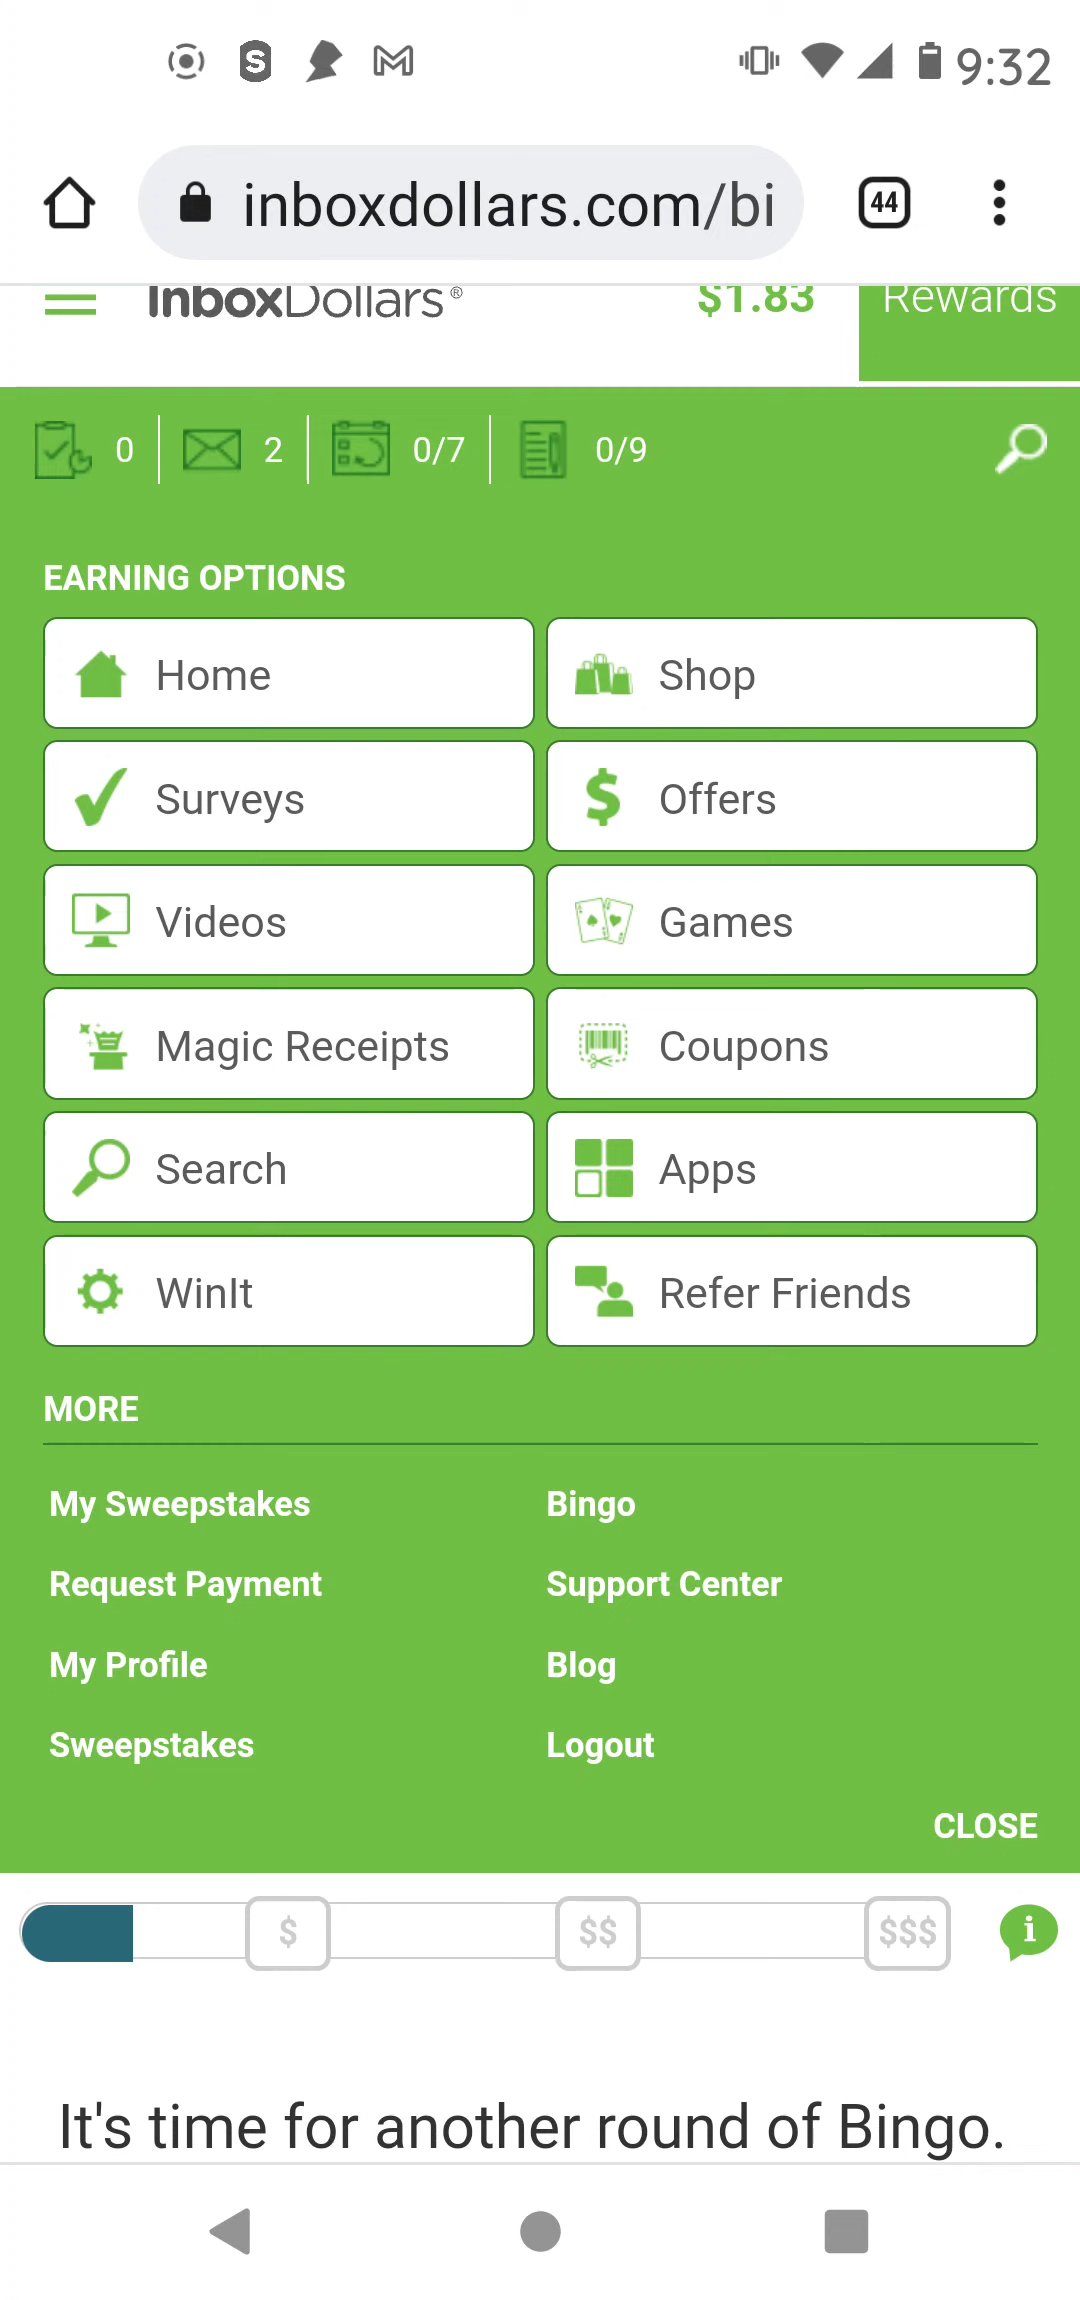 9:32
inboxdollars.com/bi
44
InboxDollars®
$1.83
Rewards
0
2
0/7
0/9
EARNING OPTIONS
Home
Shop
Surveys
Offers
Videos
Games
Magic Receipts
Coupons
Search
Apps
WinIt
Refer Friends
MORE
My Sweepstakes
Bingo
Request Payment
Support Center
My Profile
Blog
Sweepstakes
Logout
CLOSE
$
$$
$$$
It's time for another round of Bingo.